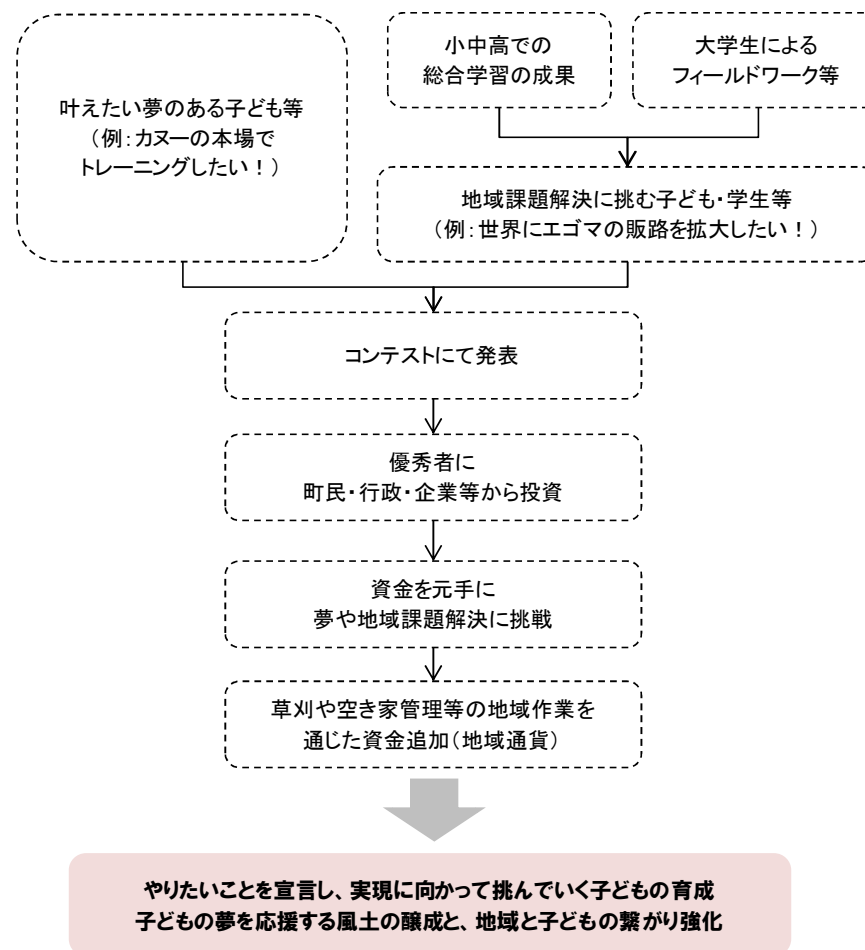 叶えたい夢のある子ども等
（例：カヌーの本場で
トレーニングしたい！）
小中高での
総合学習の成果
大学生による
フィールドワーク等
地域課題解決に挑む子ども・学生等
（例：世界にエゴマの販路を拡大したい！）
コンテストにて発表
優秀者に
町民・行政・企業等から投資
資金を元手に
夢や地域課題解決に挑戦
草刈や空き家管理等の地域作業を
通じた資金追加（地域通貨）
やりたいことを宣言し、実現に向かって挑んでいく子どもの育成
子どもの夢を応援する風土の醸成と、地域と子どもの繋がり強化